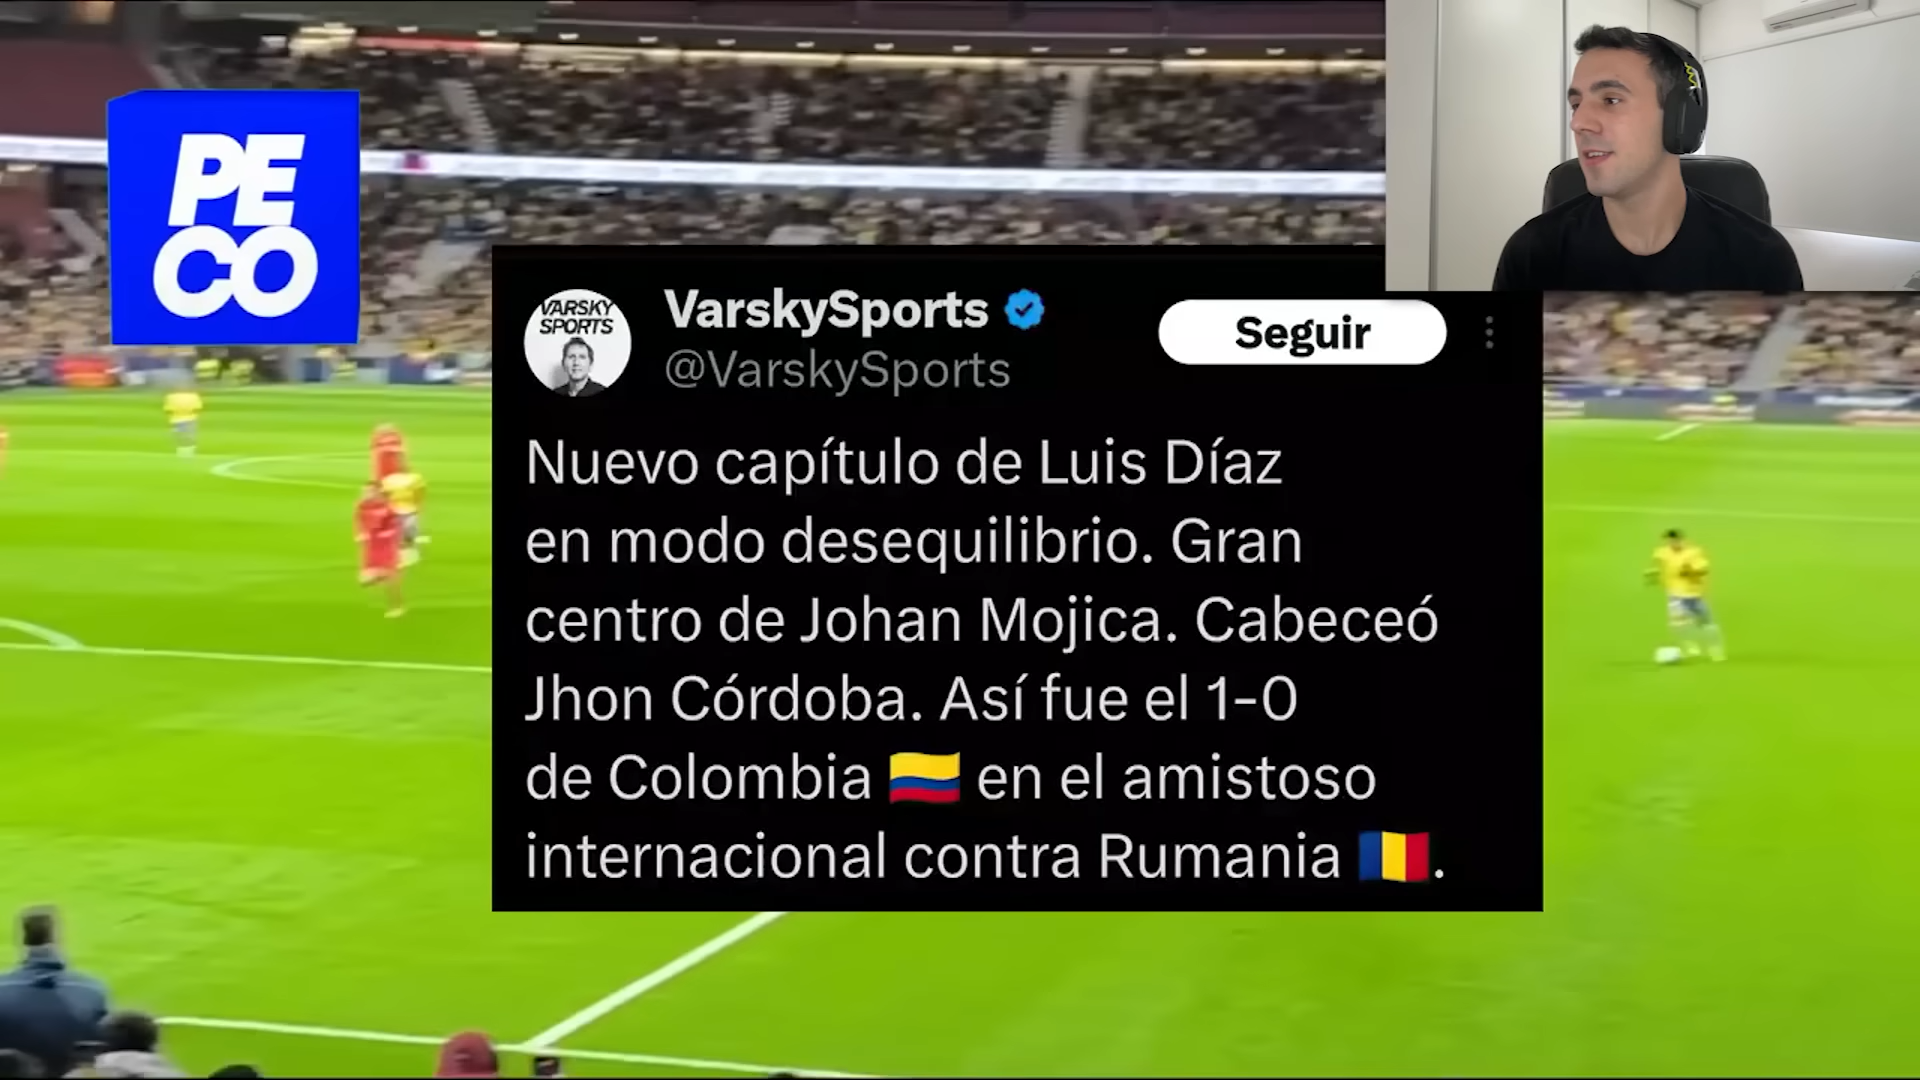 PE
CO
VARSKY
SPORTS
VarskySports
@VarskySports
Seguir
Nuevo capítulo de Luis Díaz
en modo desequilibrio. Gran
centro de Johan Mojica. Cabeceó
Jhon Córdoba. Así fue el 1-0
de Colombia 🇨🇴 en el amistoso
internacional contra Rumania 🇷🇴.